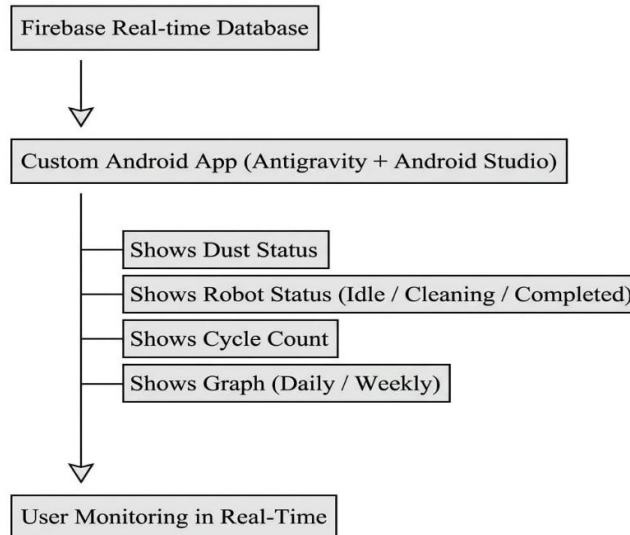 Firebase Real-time Database
Custom Android App (Antigravity + Android Studio)
Shows Dust Status
Shows Robot Status (Idle / Cleaning / Completed)
Shows Cycle Count
Shows Graph (Daily / Weekly)
User Monitoring in Real-Time